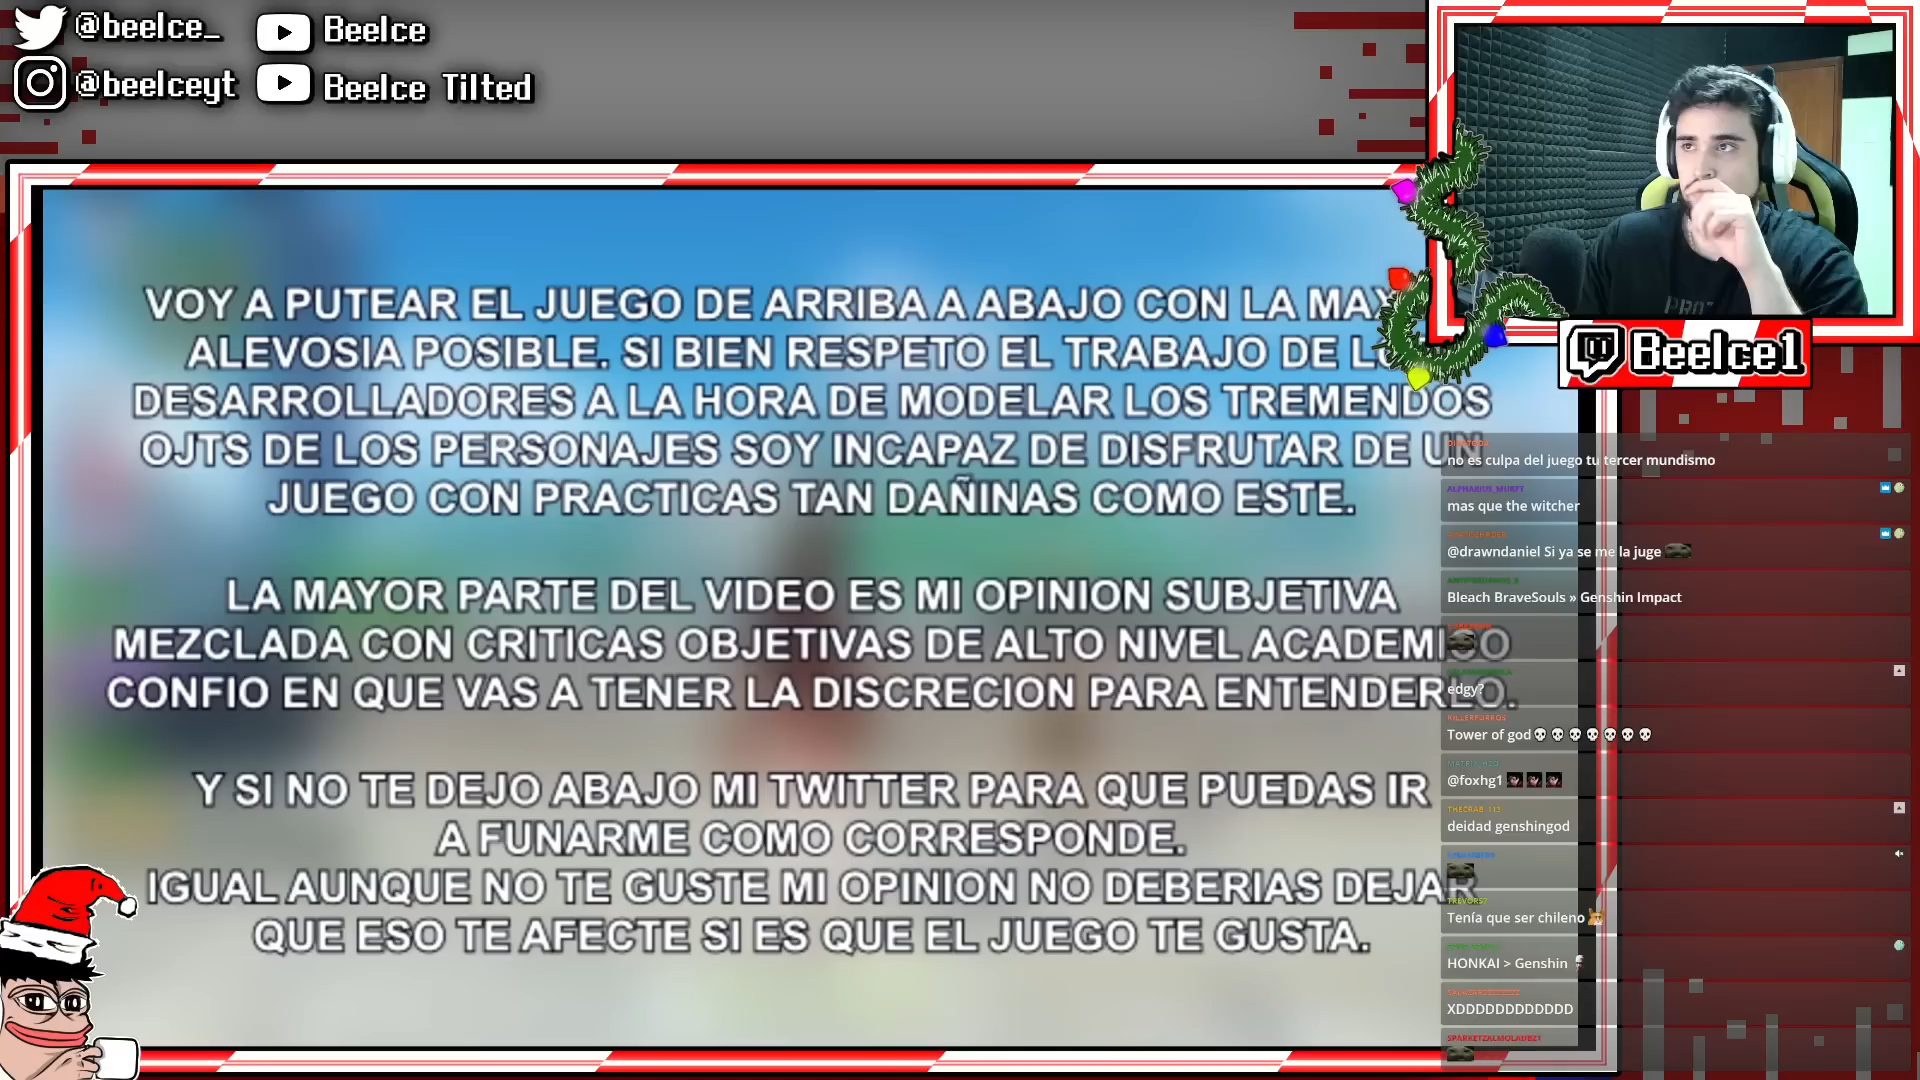 @beelce_
Beelce
@beelceyt
Beelce Tilted
VOY A PUTEAR EL JUEGO DE ARRIBA A ABAJO CON LA
ALEVOSIA POSIBLE. SI BIEN RESPETO EL TRABAJO DE
DESARROLLADORES A LA HORA DE MODELAR LOS TREMENDOS
OJTS DE LOS PERSONAJES SOY INCAPAZ DE DISFRUTAR DE UN
JUEGO CON PRACTICAS TAN DAÑINAS COMO ESTE.
LA MAYOR PARTE DEL VIDEO ES MI OPINION SUBJETIVA
MEZCLADA CON CRITICAS OBJETIVAS DE ALTO NIVEL ACADEMICO
CONFIO EN QUE VAS A TENER LA DISCRECION PARA ENTENDERLO.
Y SI NO TE DEJO ABAJO MI TWITTER PARA QUE PUEDAS IR
A FUNARME COMO CORRESPONDE.
IGUAL AUNQUE NO TE GUSTE MI OPINION NO DEBERIAS DEJAR
QUE ESO TE AFECTE SI ES QUE EL JUEGO TE GUSTA.
Beelce1
no es culpa del juego tu tercer mundismo
mas que the witcher
@drawndaniel Si ya se me la juge
Bleach BraveSouls » Genshin Impact
edgy?
KILLERFORROS
Tower of god💀💀💀💀💀💀💀
@foxhg1
THECRAB_113
deidad genshingod
TREVORS7
Tenía que ser chileno
HONKAI > Genshin
XDDDDDDDDDDDD